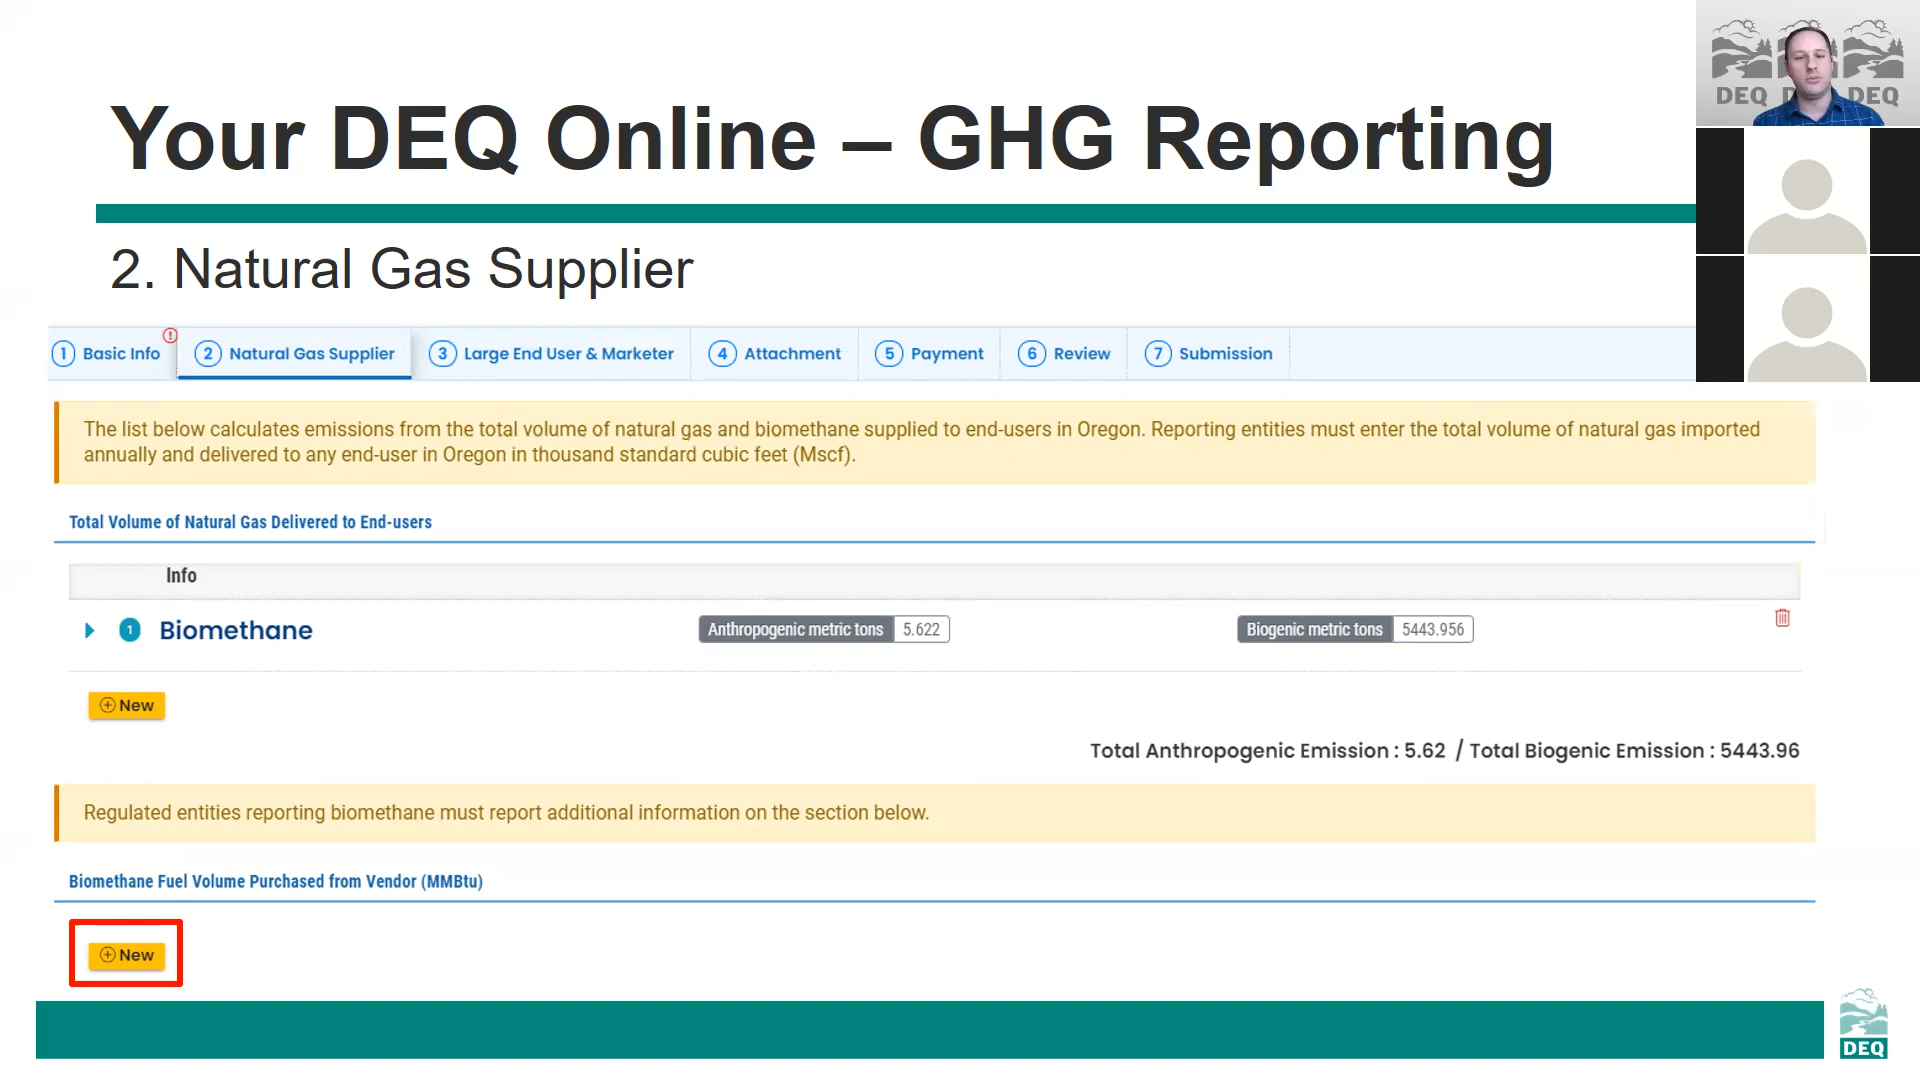 Your DEQ Online – GHG Reporting
DEQ DEQ
2. Natural Gas Supplier
1 Basic Info
2 Natural Gas Supplier
3 Large End User & Marketer
4 Attachment
5 Payment
6 Review
7 Submission
The list below calculates emissions from the total volume of natural gas and biomethane supplied to end-users in Oregon. Reporting entities must enter the total volume of natural gas imported
annually and delivered to any end-user in Oregon in thousand standard cubic feet (Mscf).
Total Volume of Natural Gas Delivered to End-users
Info
1 Biomethane Anthropogenic metric tons 5.622 Biogenic metric tons 5443.956
New
Total Anthropogenic Emission : 5.62 / Total Biogenic Emission : 5443.96
Regulated entities reporting biomethane must report additional information on the section below.
Biomethane Fuel Volume Purchased from Vendor (MMBtu)
New
DEQ